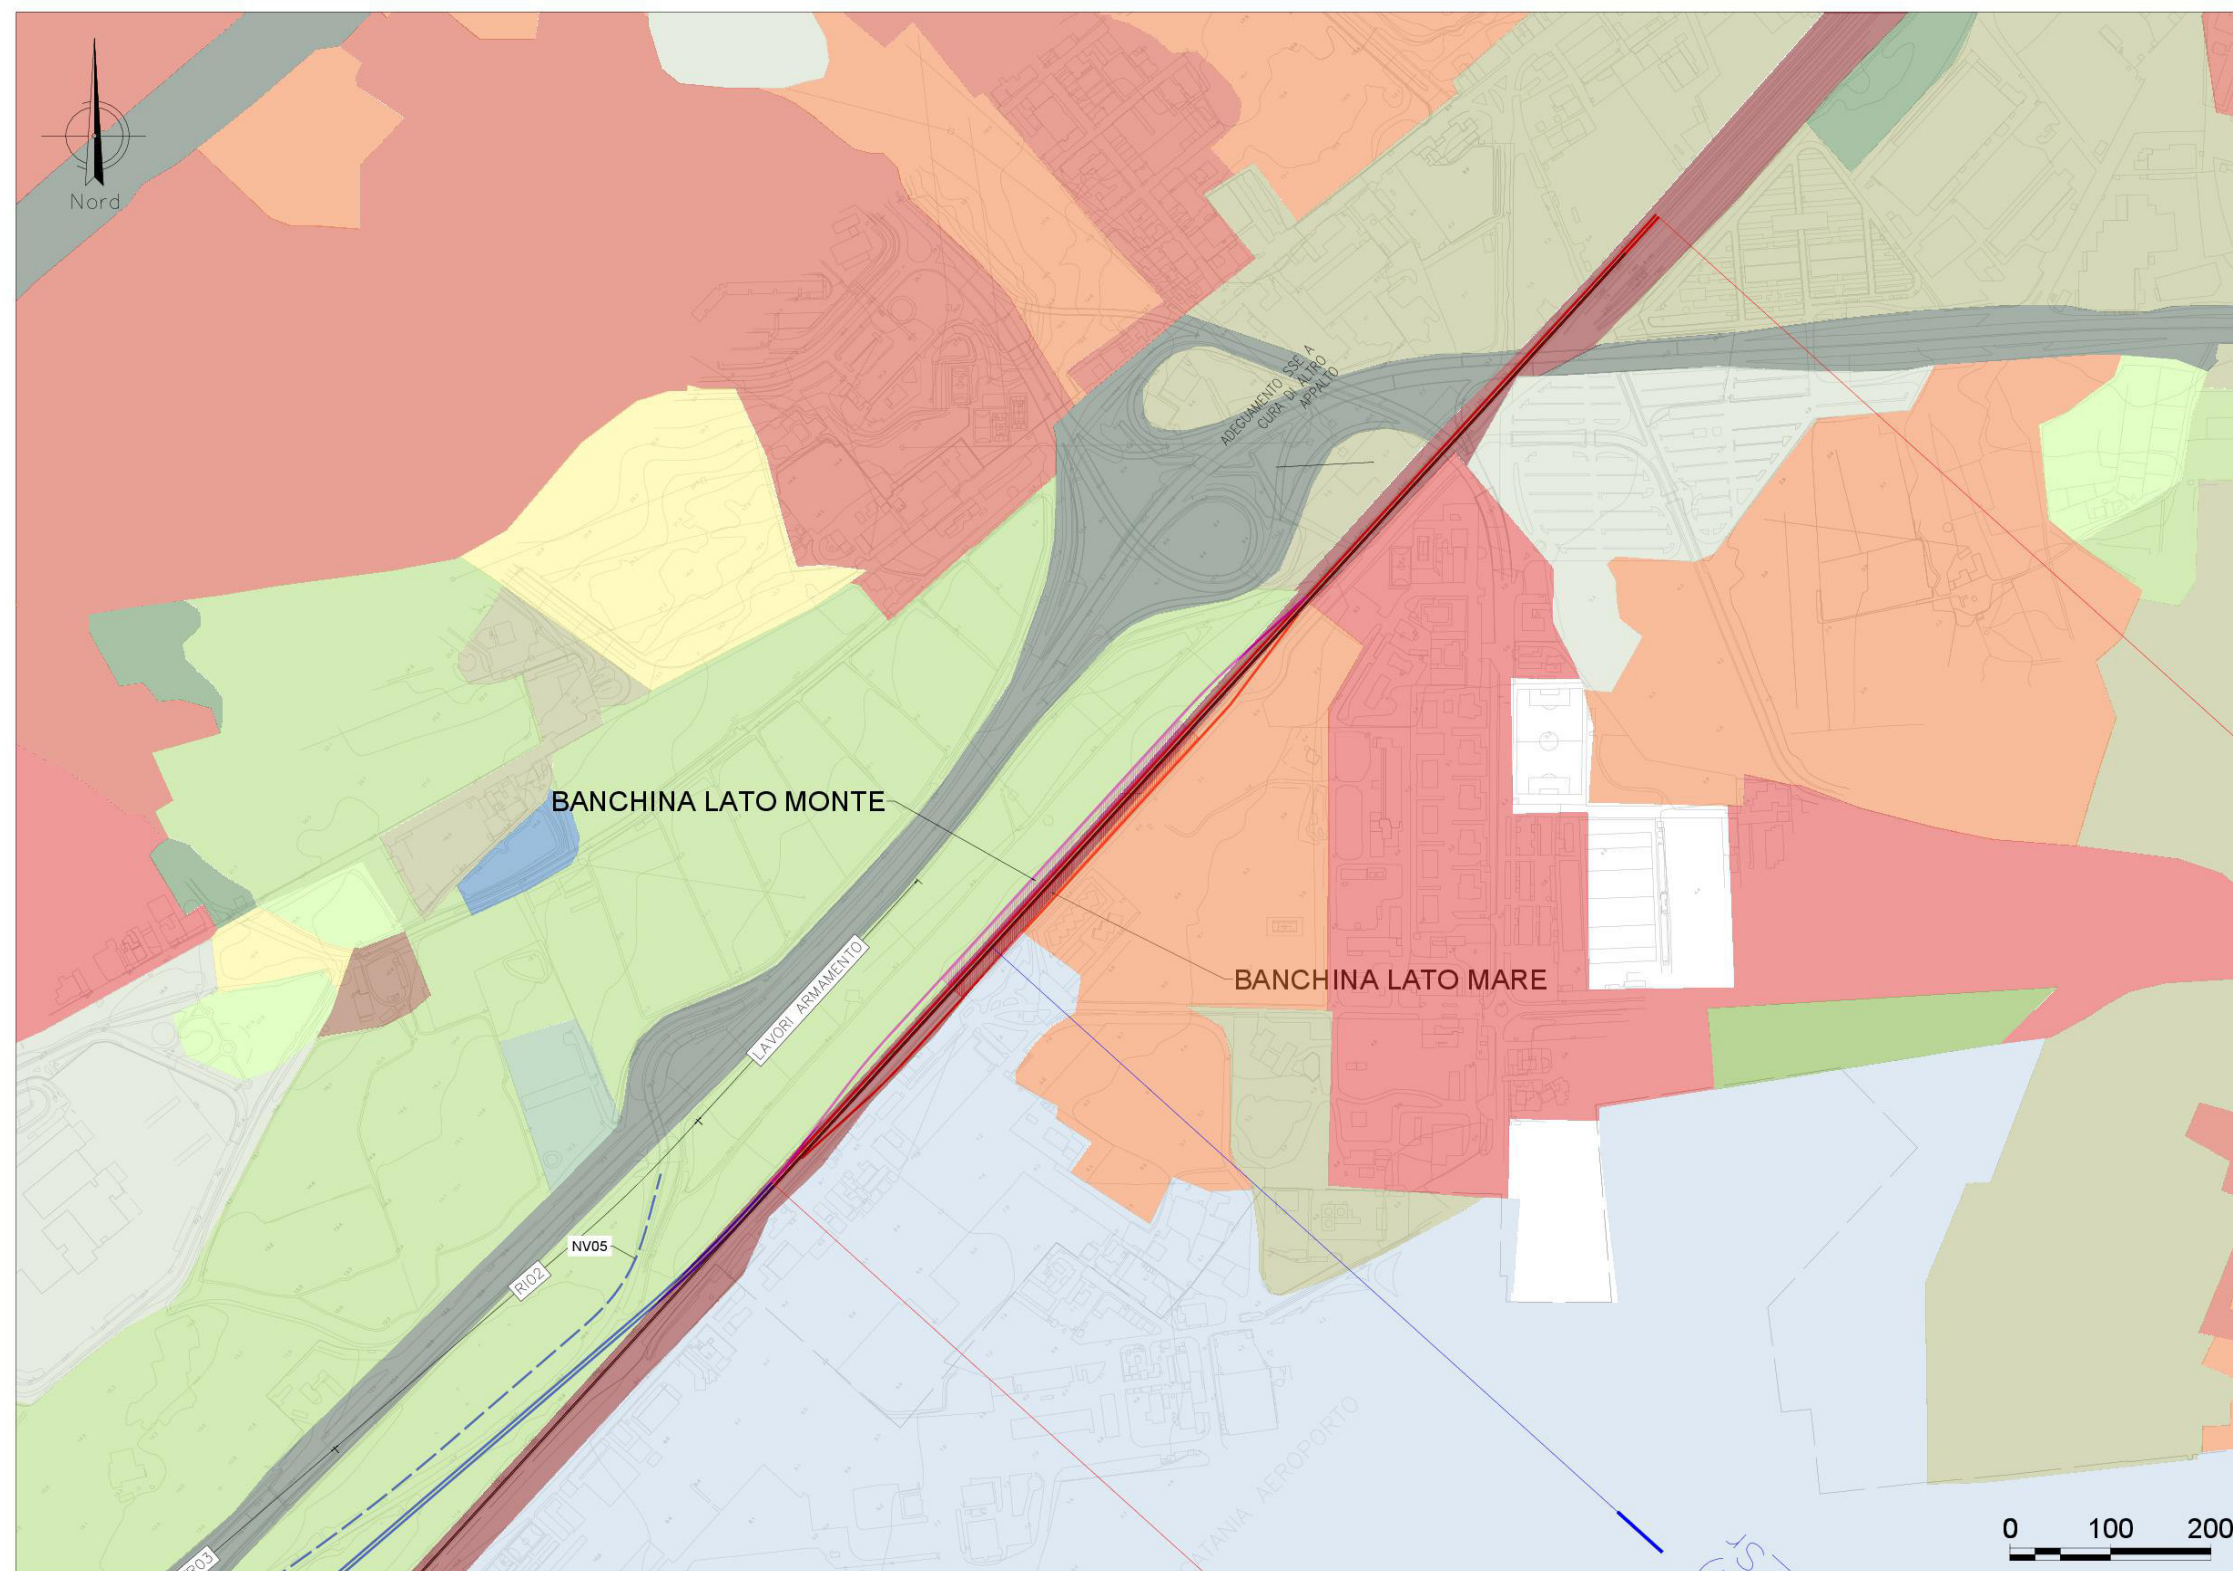 Nord
ADEGUAMENTO SSE A
CURA DI ALTRO
APPALTO
BANCHINA LATO MONTE
LAVORI ARMAMENTO
BANCHINA LATO MARE
NV05
RI02
ATANIA AEROPORTO
0 100 200